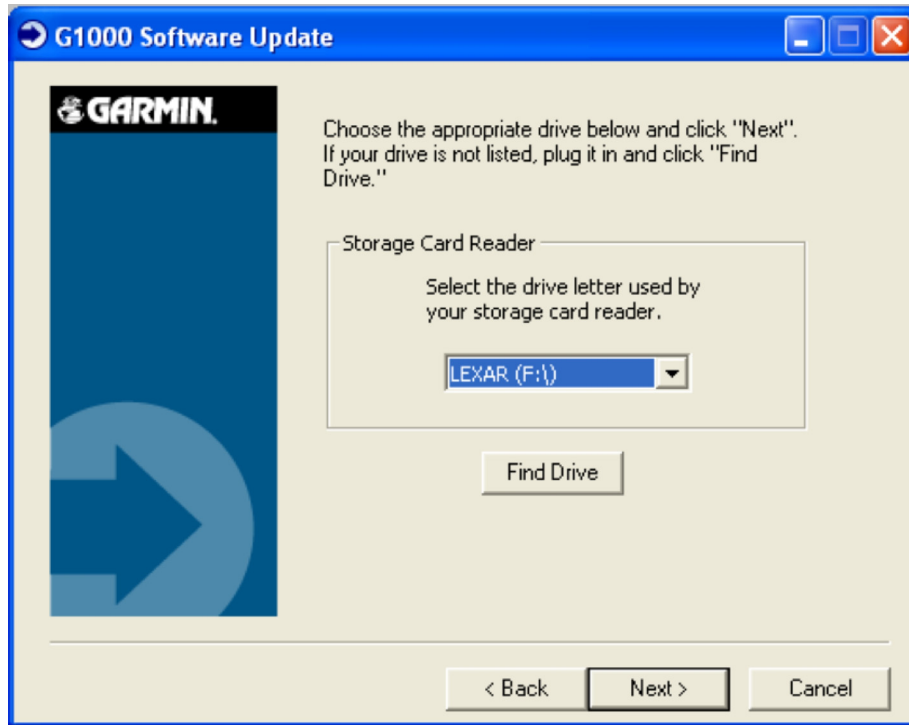 G1000 Software Update
GARMIN.
Choose the appropriate drive below and click "Next".
If your drive is not listed, plug it in and click "Find
Drive."
Storage Card Reader
Select the drive letter used by
your storage card reader.
LEXAR (F:\)
Find Drive
< Back
Next >
Cancel